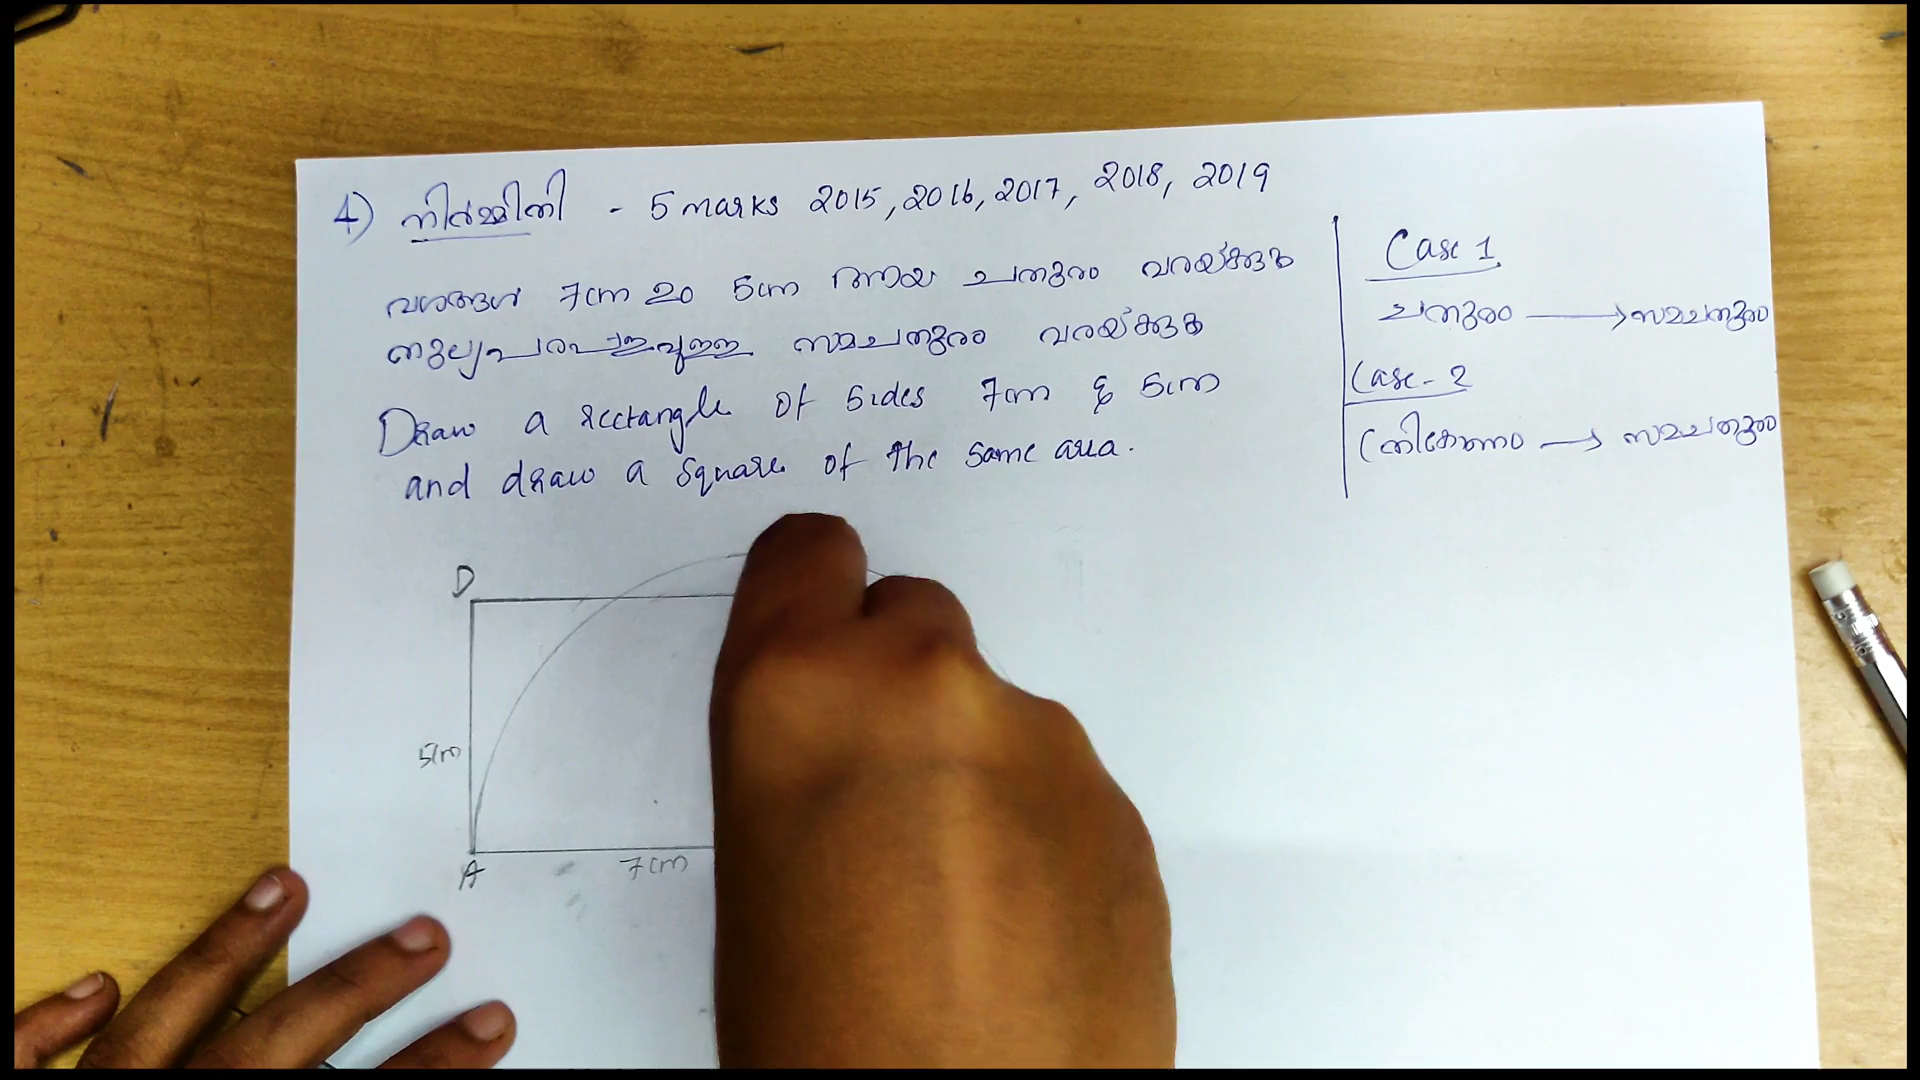 4) നിർമ്മിതി - 5 marks 2015, 2016, 2017, 2018, 2019
വശങ്ങൾ 7cm ഉം 5cm ആയ ചതുരം വരയ്ക്കുക
തുല്യപരപ്പളവുള്ള സമചതുരം വരയ്ക്കുക
Draw a rectangle of sides 7cm & 5cm
and draw a square of the same area.
Case 1
ചതുരം → സമചതുരം
Case - 2
ത്രികോണം → സമചതുരം
D
5cm
A
7cm